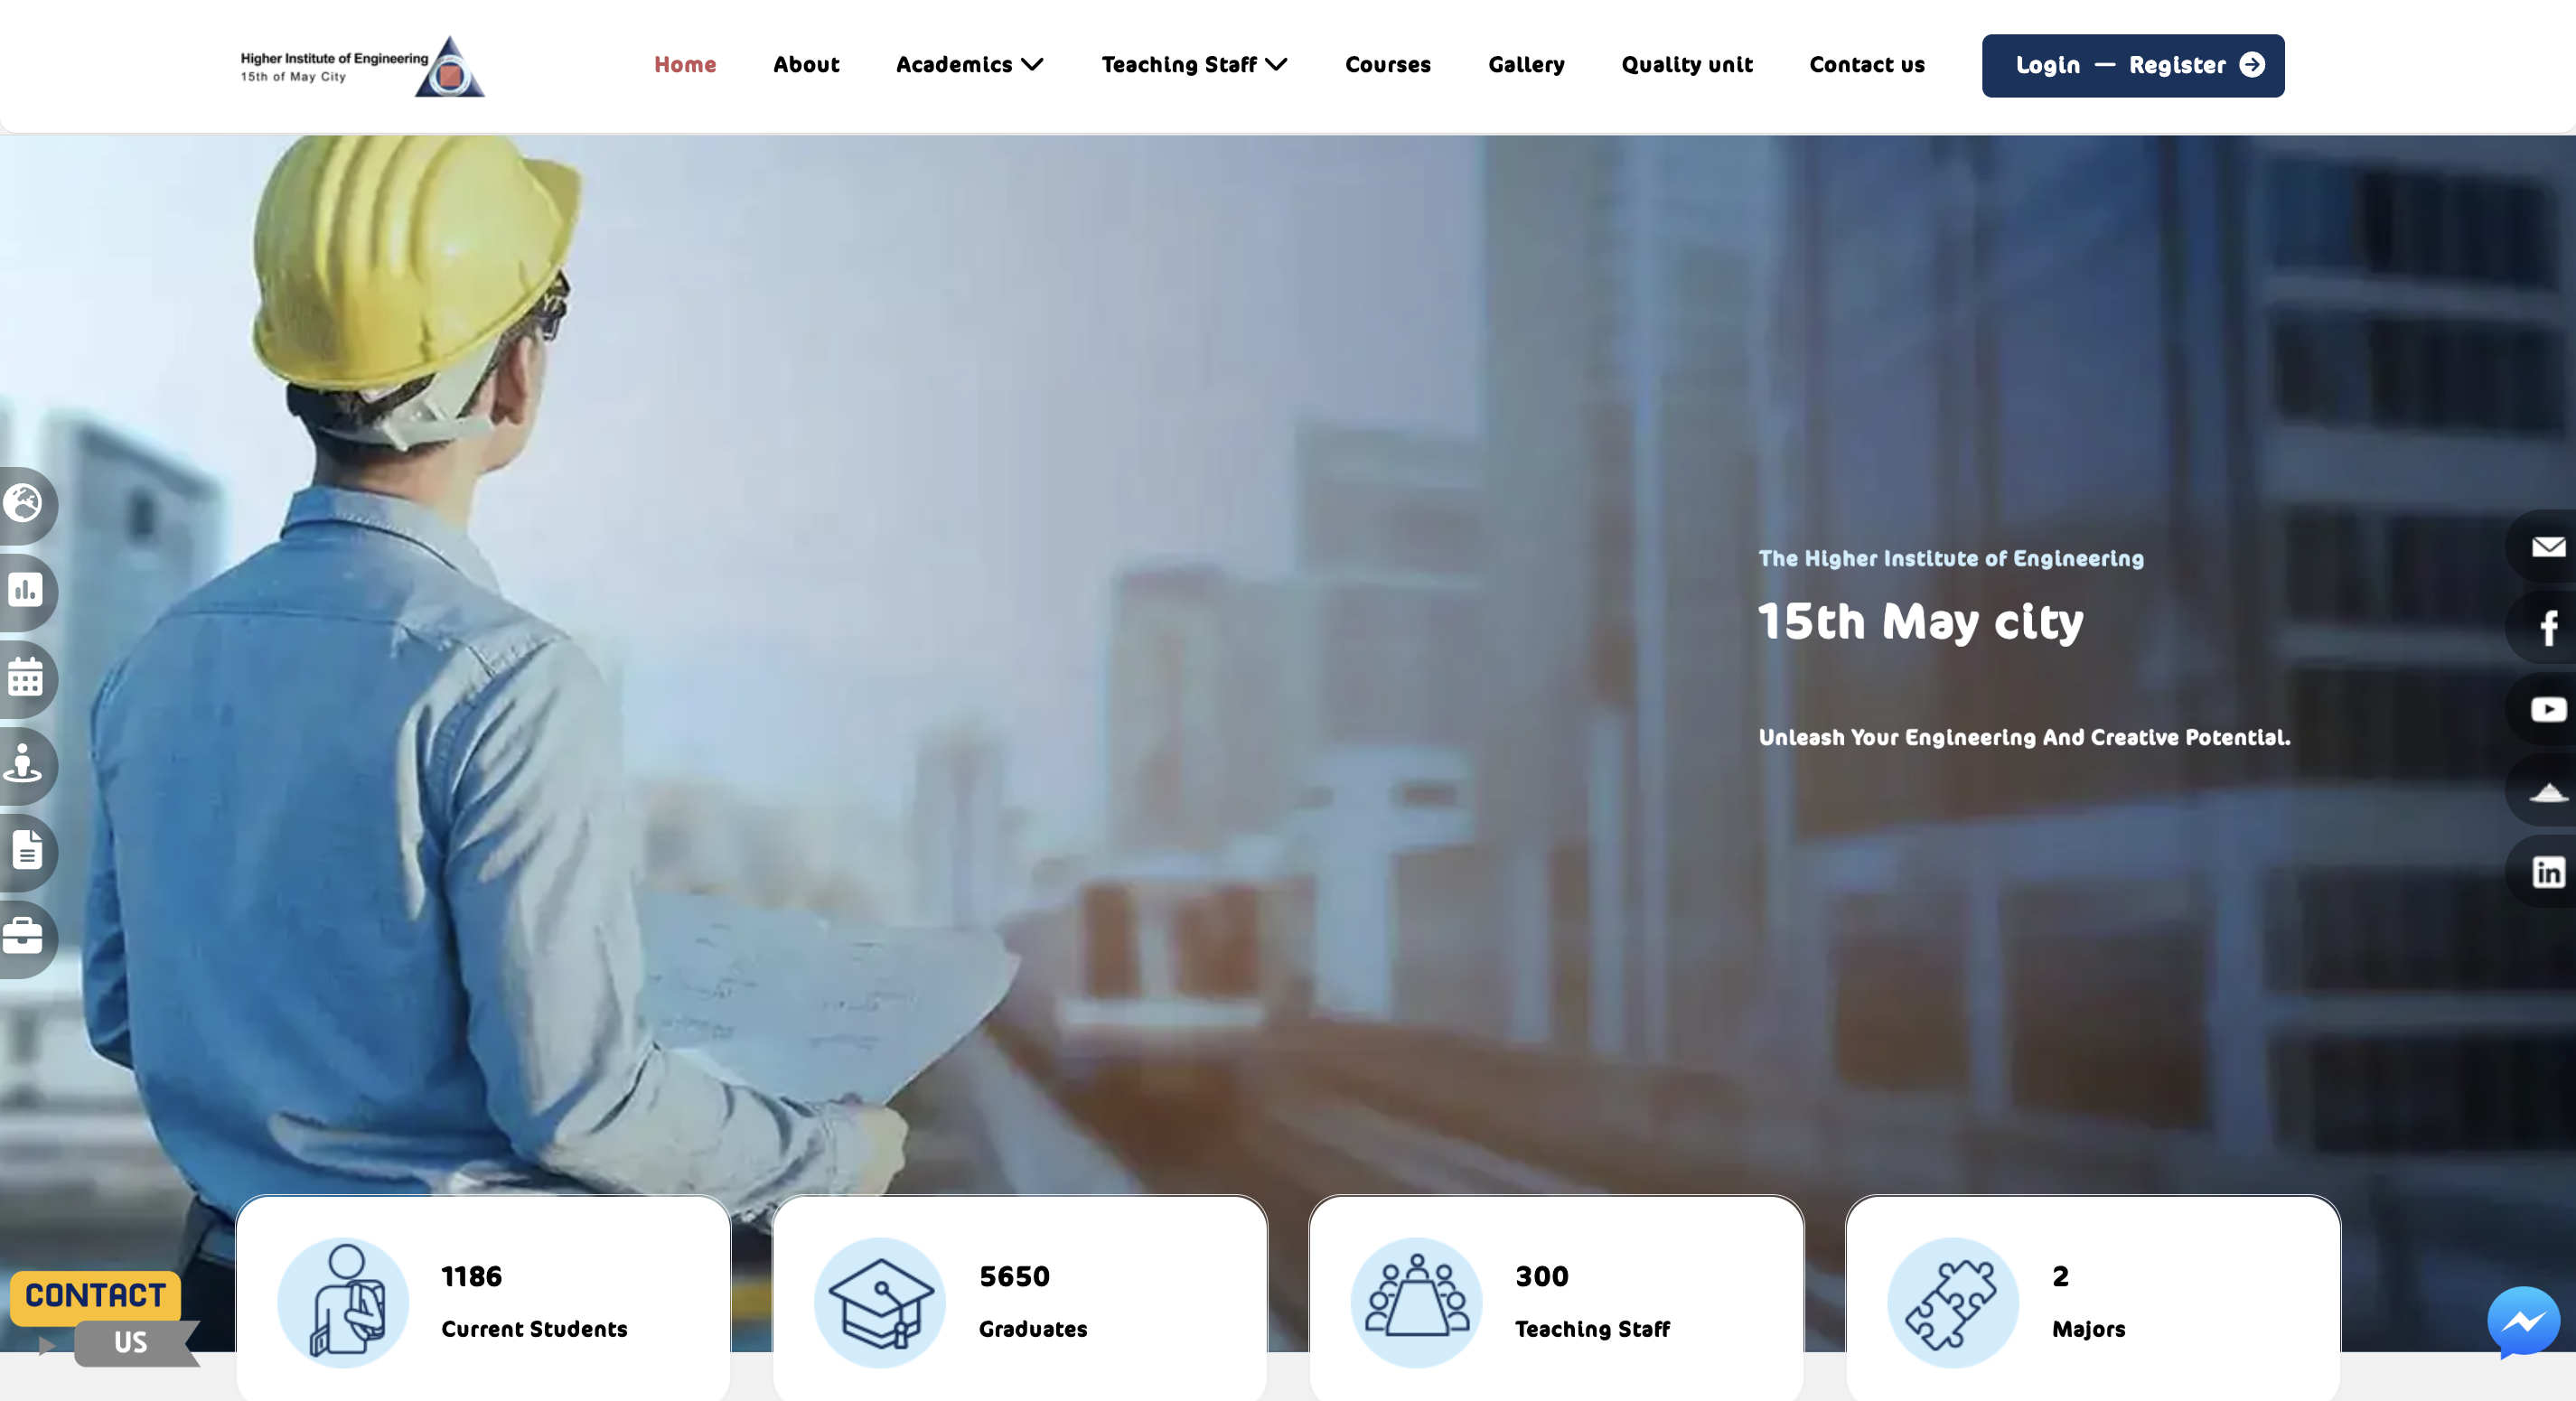 Higher Institute of Engineering
15th of May City
Home
About
Academics
Teaching Staff
Courses
Gallery
Quality unit
Contact us
Login — Register
The Higher Institute of Engineering
15th May city
Unleash Your Engineering And Creative Potential.
CONTACT
US
1186
Current Students
5650
Graduates
300
Teaching Staff
2
Majors